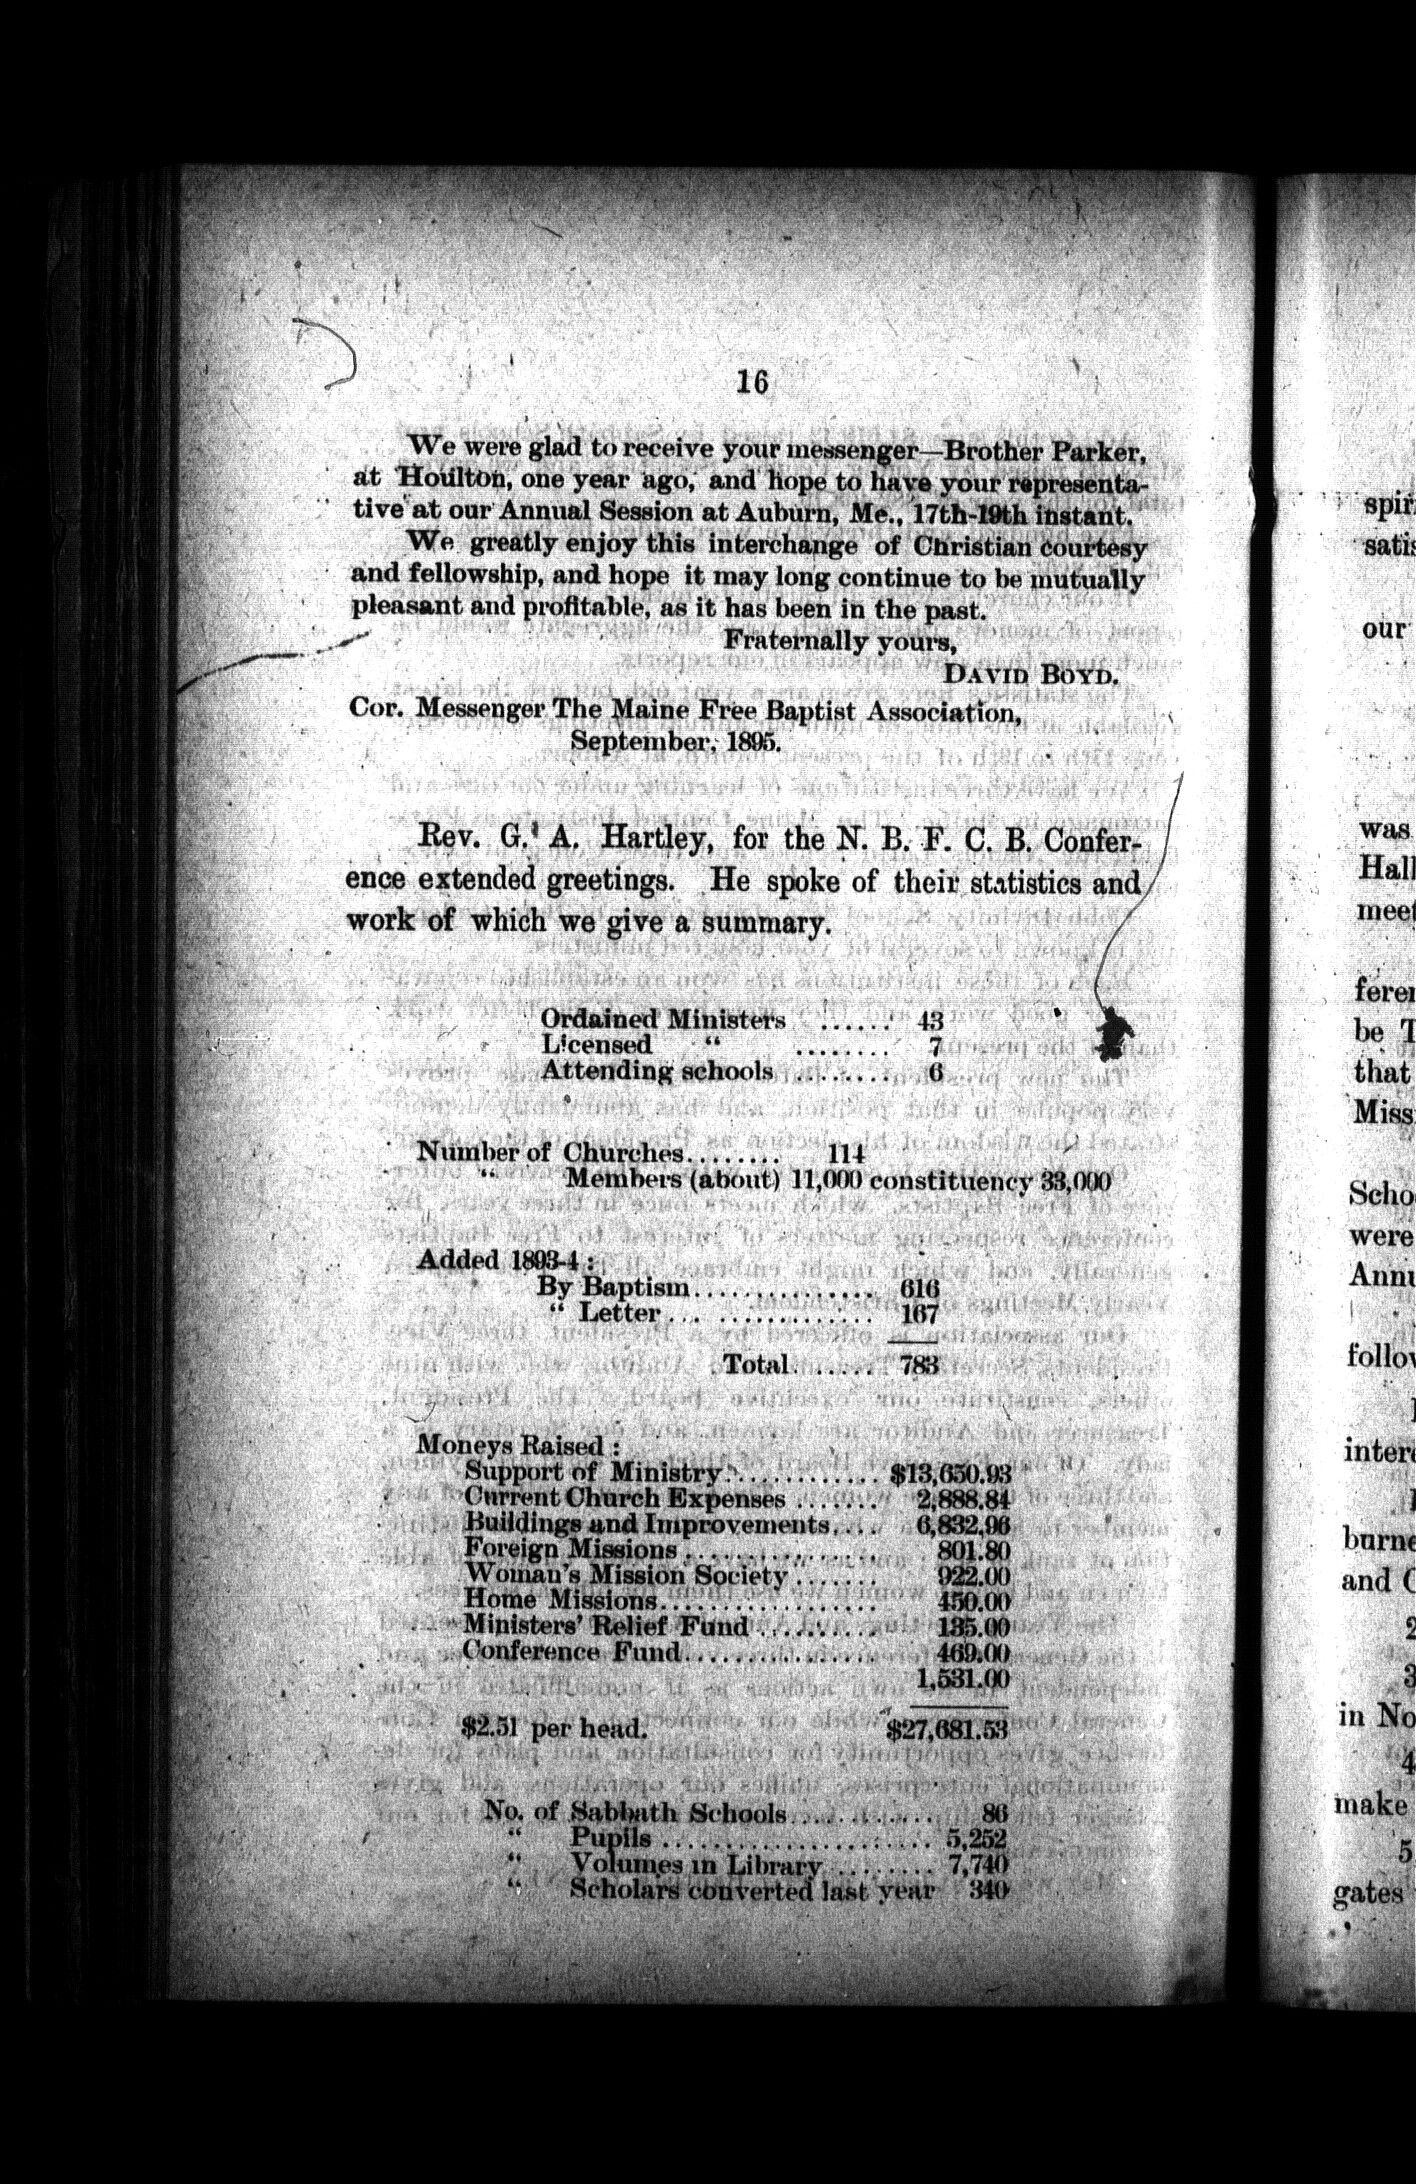 16
We were glad to receive your messenger—Brother Parker,
at Houlton, one year ago, and hope to have your representa-
tive at our Annual Session at Auburn, Me., 17th-19th instant.
We greatly enjoy this interchange of Christian courtesy
and fellowship, and hope it may long continue to be mutually
pleasant and profitable, as it has been in the past.
Fraternally yours,
DAVID BOYD.
Cor. Messenger The Maine Free Baptist Association,
September, 1895.
Rev. G. A. Hartley, for the N. B. F. C. B. Confer-
ence extended greetings. He spoke of their statistics and
work of which we give a summary.
Ordained Ministers ...... 43
Licensed " ........ 7
Attending schools ........ 6
Number of Churches........ 114
" Members (about) 11,000 constituency 33,000
Added 1893-4 :
By Baptism............... 616
" Letter... ............. 167
Total....... 783
Moneys Raised :
Support of Ministry............ $13,650.93
Current Church Expenses ....... 2,888.84
Buildings and Improvements.... 6,832,96
Foreign Missions ................ 801.80
Woman's Mission Society ....... 922.00
Home Missions.................. 450.00
Ministers' Relief Fund .......... 135.00
Conference Fund................ 469.00
1,531.00
$2.51 per head. $27,681.53
No. of Sabbath Schools............ 86
" Pupils ...................... 5,252
" Volumes in Library ........ 7,740
" Scholars converted last year 340
spir
satis
our
was
Hall
meet
feren
be T
that
Miss
Scho
were
Annu
follow
intere
burne
and C
2
3
in No
4
make
5
gates